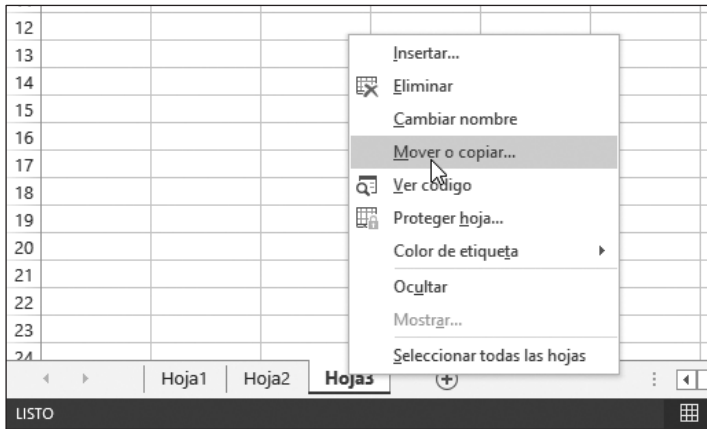 12
13
14
15
16
17
18
19
20
21
22
23
24
Insertar...
Eliminar
Cambiar nombre
Mover o copiar...
Ver código
Proteger hoja...
Color de etiqueta
Ocultar
Mostrar...
Seleccionar todas las hojas
Hoja1 Hoja2 Hoja3
LISTO